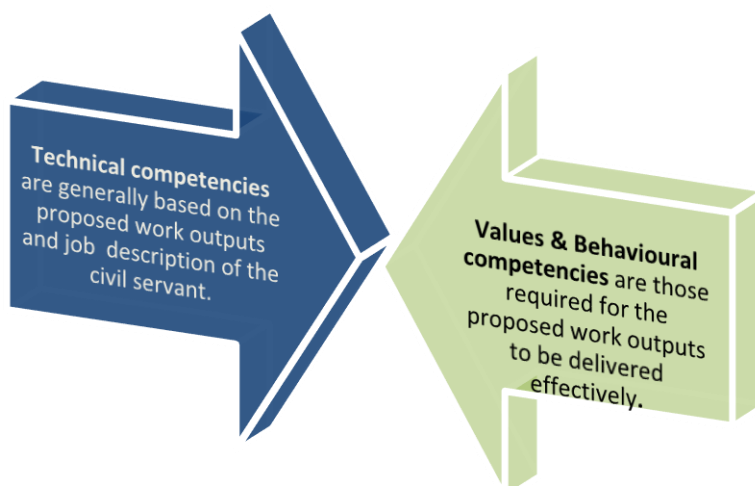 Technical competencies
are generally based on the
proposed work outputs
and job description of the
civil servant.
Values & Behavioural
competencies are those
required for the
proposed work outputs
to be delivered
effectively.